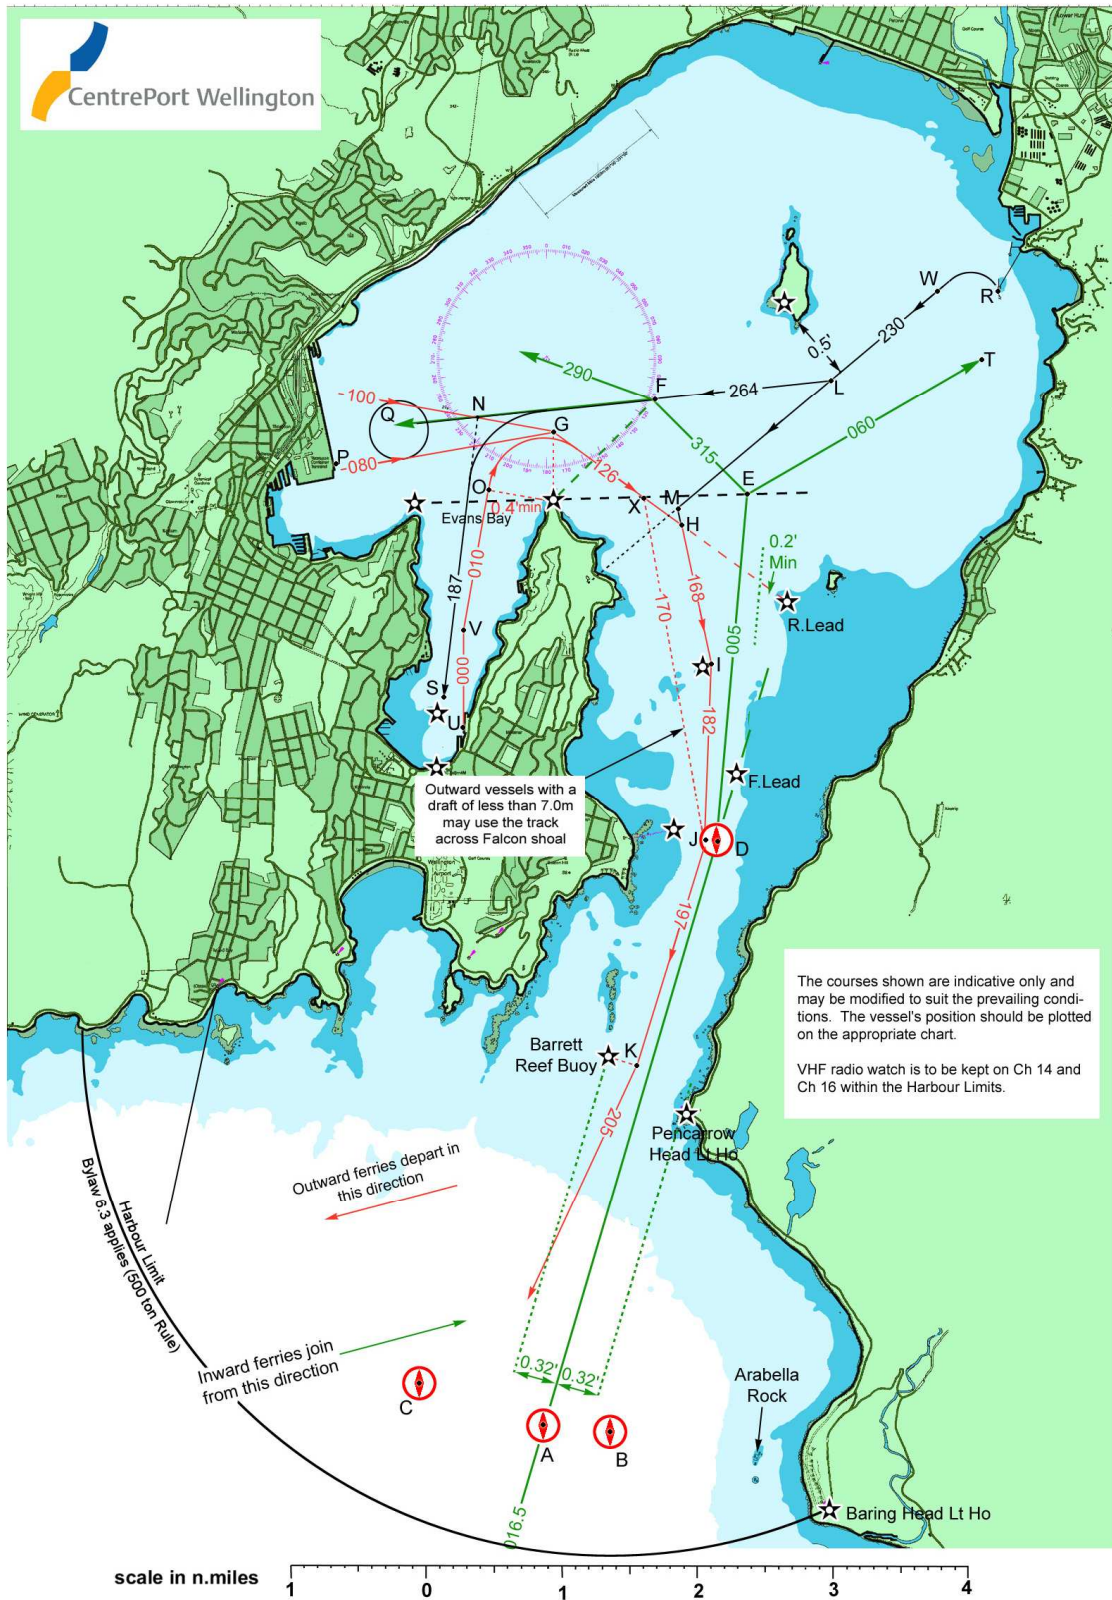 CentrePort Wellington
W
R
230
0.5'
T
290
F
264
L
100
Q
N
G
060
315
P
080
126
E
O
M
X
0.4'min
Evans Bay
H
0.2'
Min
010
187
168
170
R.Lead
V
005
I
000
S
U
182
F.Lead
Outward vessels with a
draft of less than 7.0m
may use the track
across Falcon shoal
J
D
Wellington
Airport
197
The courses shown are indicative only and
may be modified to suit the prevailing condi-
tions. The vessel's position should be plotted
on the appropriate chart.
VHF radio watch is to be kept on Ch 14 and
Ch 16 within the Harbour Limits.
Barrett
Reef Buoy
K
205
Pencarrow
Head Lt Ho
Outward ferries depart in
this direction
Harbour Limit
Bylaw 6.3 applies (500 ton Rule)
Inward ferries join
from this direction
0.32'
0.32'
Arabella
Rock
C
A
B
016.5
Baring Head Lt Ho
scale in n.miles
1
0
1
2
3
4